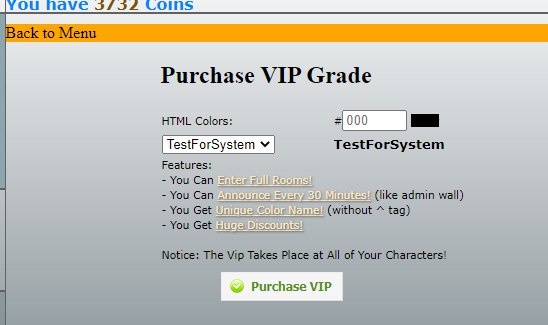 You have 3732 Coins
Back to Menu
Purchase VIP Grade
HTML Colors: #000
TestForSystem TestForSystem
Features:
- You Can Enter Full Rooms!
- You Can Announce Every 30 Minutes! (like admin wall)
- You Get Unique Color Name! (without ^ tag)
- You Get Huge Discounts!
Notice: The Vip Takes Place at All of Your Characters!
Purchase VIP